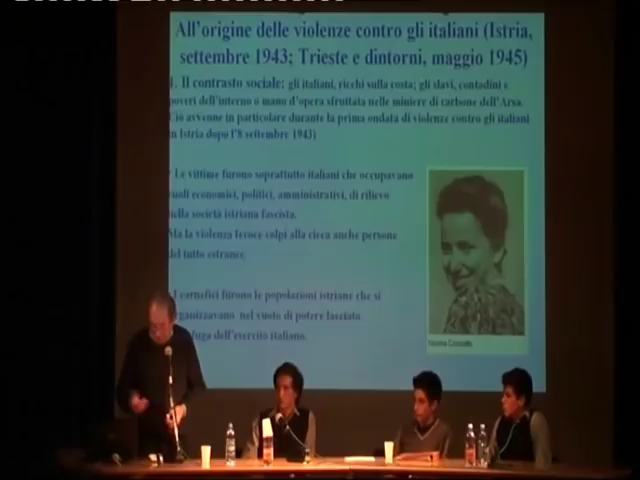 All'origine delle violenze contro gli italiani (Istria,
settembre 1943; Trieste e dintorni, maggio 1945)
1. Il contrasto sociale: gli italiani, ricchi sulla costa; gli slavi, contadini e
poveri dell'interno o mano d'opera sfruttata nelle miniere di carbone dell'Arsa.
Ciò avvenne in particolare durante la prima ondata di violenze contro gli italiani
in Istria dopo l'8 settembre 1943)
Le vittime furono soprattutto italiani che occupavano
ruoli economici, politici, amministrativi, di rilievo
nella società istriana fascista.
Ma la violenza feroce colpì alla cieca anche persone
del tutto estranee.
I carnefici furono le popolazioni istriane che si
organizzavano nel vuoto di potere lasciato
fuga dell'esercito italiano.
Norma Cossetto